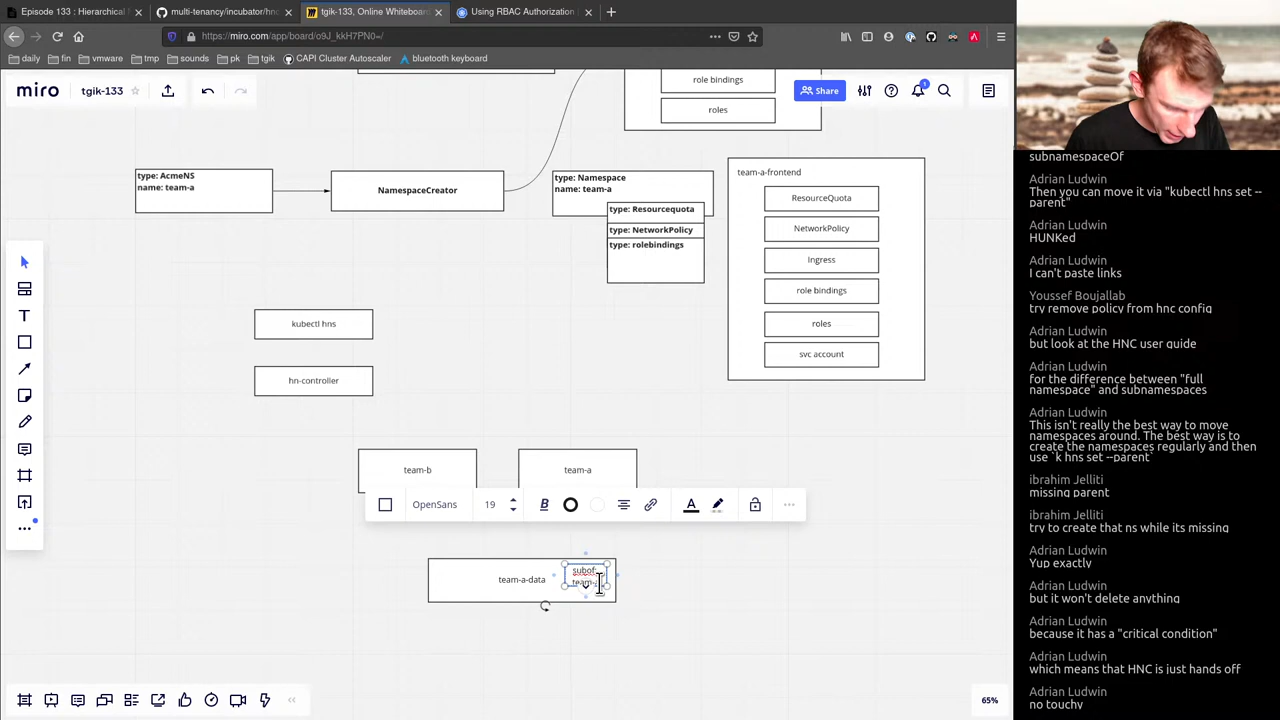 Episode 133 : Hierarchical
multi-tenancy/incubator/hnc
tgik-133, Online Whiteboard
Using RBAC Authorization
https://miro.com/app/board/o9J_kkH7PN0=/
daily
fin
vmware
tmp
sounds
pk
tgik
CAPI Cluster Autoscaler
bluetooth keyboard
miro
tgik-133
Share
role bindings
roles
type: AcmeNS
name: team-a
NamespaceCreator
type: Namespace
name: team-a
type: Resourcequota
type: NetworkPolicy
type: rolebindings
team-a-frontend
ResourceQuota
NetworkPolicy
Ingress
role bindings
roles
svc account
kubectl hns
hn-controller
team-b
team-a
OpenSans
19
B
A
team-a-data
subof:
65%
subnamespaceOf
Adrian Ludwin
Then you can move it via "kubectl hns set --
parent"
Adrian Ludwin
HUNKed
Adrian Ludwin
I can't paste links
Youssef Boujallab
try remove policy from hnc config
Adrian Ludwin
but look at the HNC user guide
Adrian Ludwin
for the difference between "full
namespace" and subnamespaces
Adrian Ludwin
This isn't really the best way to move
namespaces around. The best way is to
create the namespaces regularly and then
use `k hns set --parent`
ibrahim Jelliti
missing parent
ibrahim Jelliti
try to create that ns while its missing
Adrian Ludwin
Yup exactly
Adrian Ludwin
but it won't delete anything
Adrian Ludwin
because it has a "critical condition"
Adrian Ludwin
which means that HNC is just hands off
Adrian Ludwin
no touchy